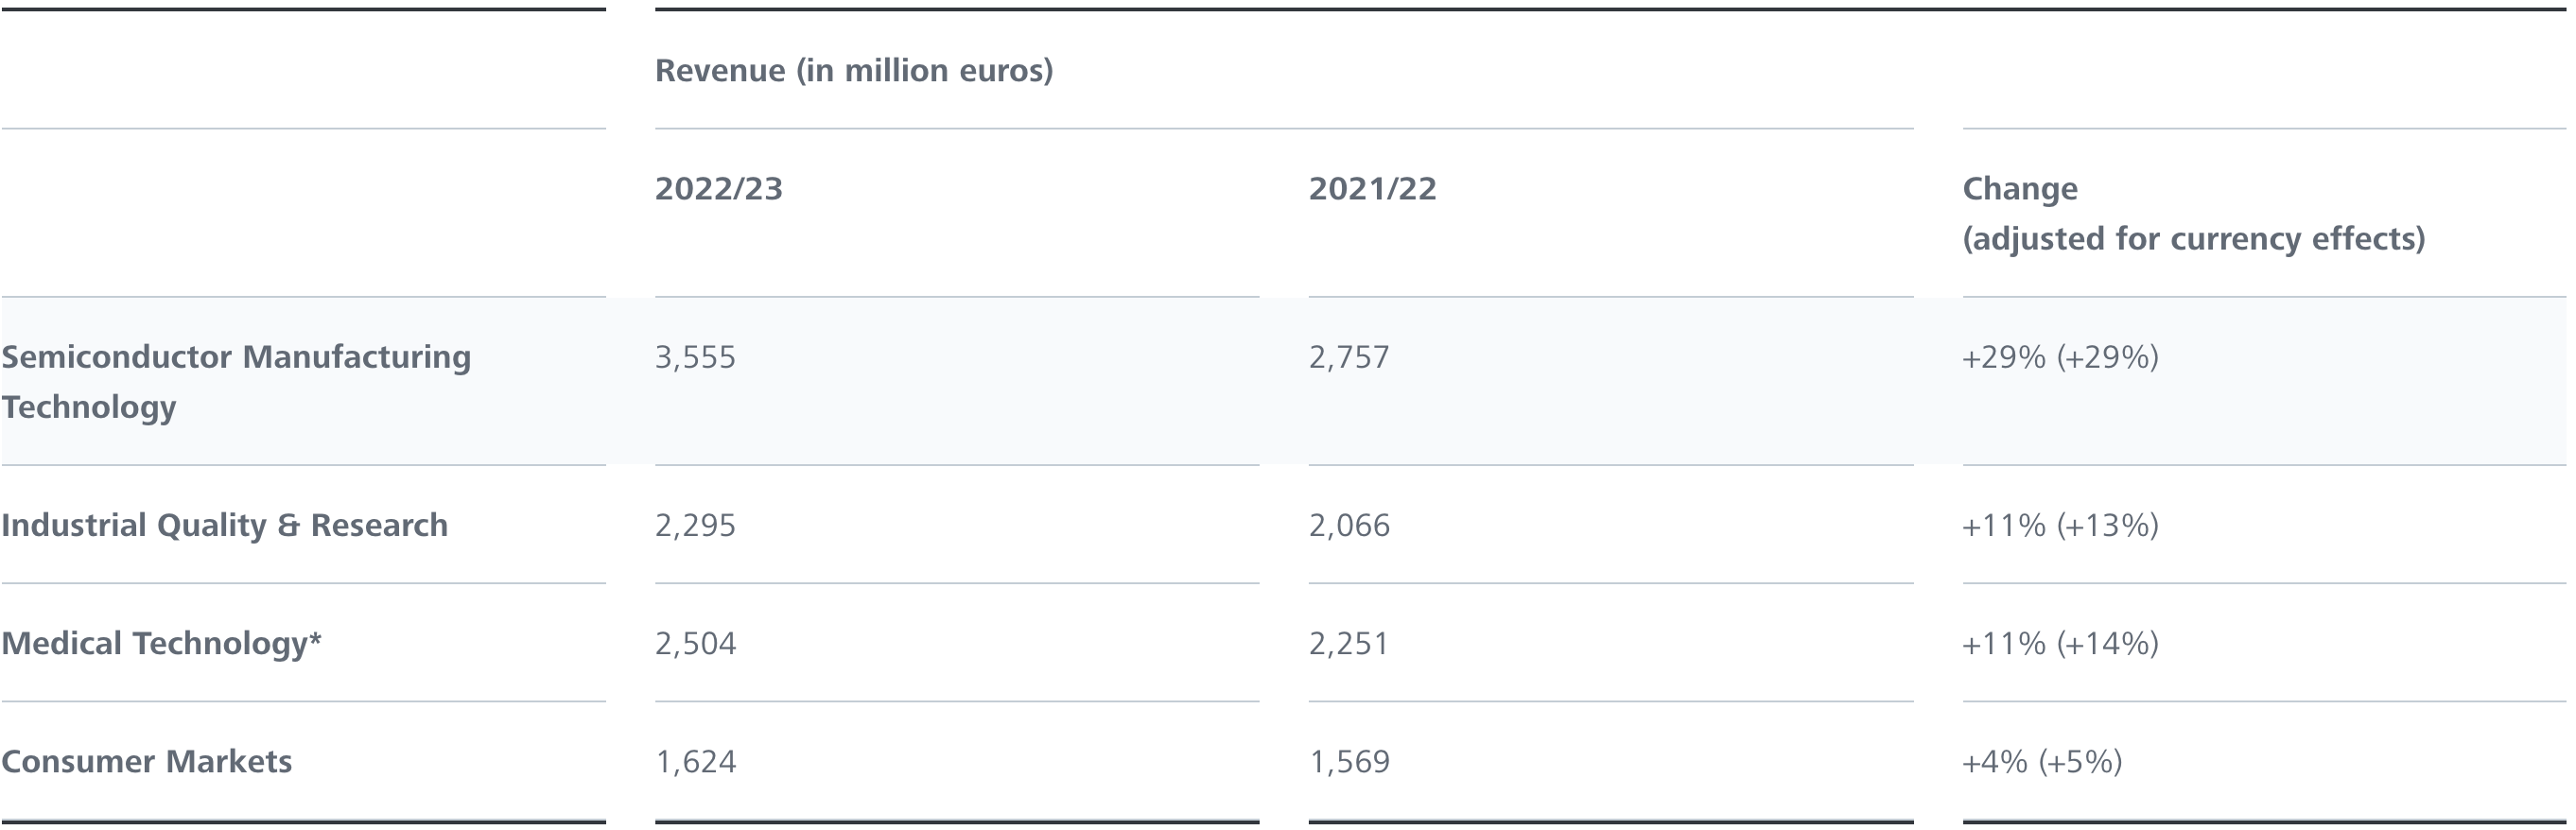 Revenue (in million euros)
2022/23 2021/22 Change
(adjusted for currency effects)
Semiconductor Manufacturing 3,555 2,757 +29% (+29%)
Technology
Industrial Quality & Research 2,295 2,066 +11% (+13%)
Medical Technology* 2,504 2,251 +11% (+14%)
Consumer Markets 1,624 1,569 +4% (+5%)